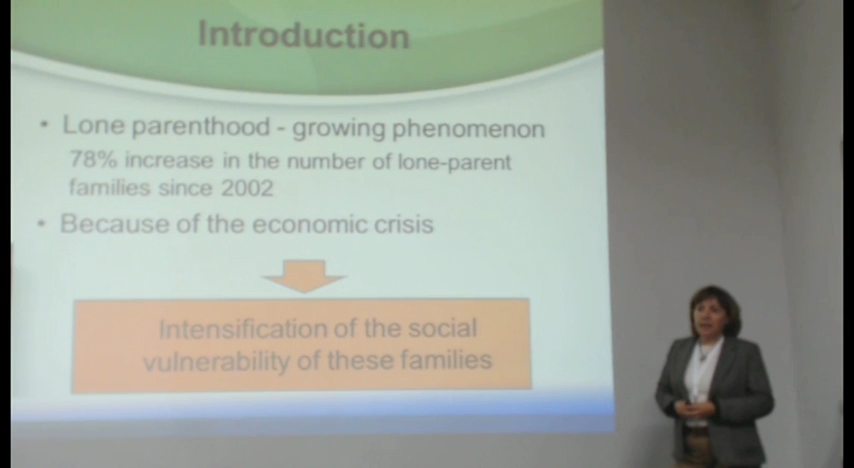 Introduction
• Lone parenthood - growing phenomenon
78% increase in the number of lone-parent
families since 2002
• Because of the economic crisis
Intensification of the social
vulnerability of these families